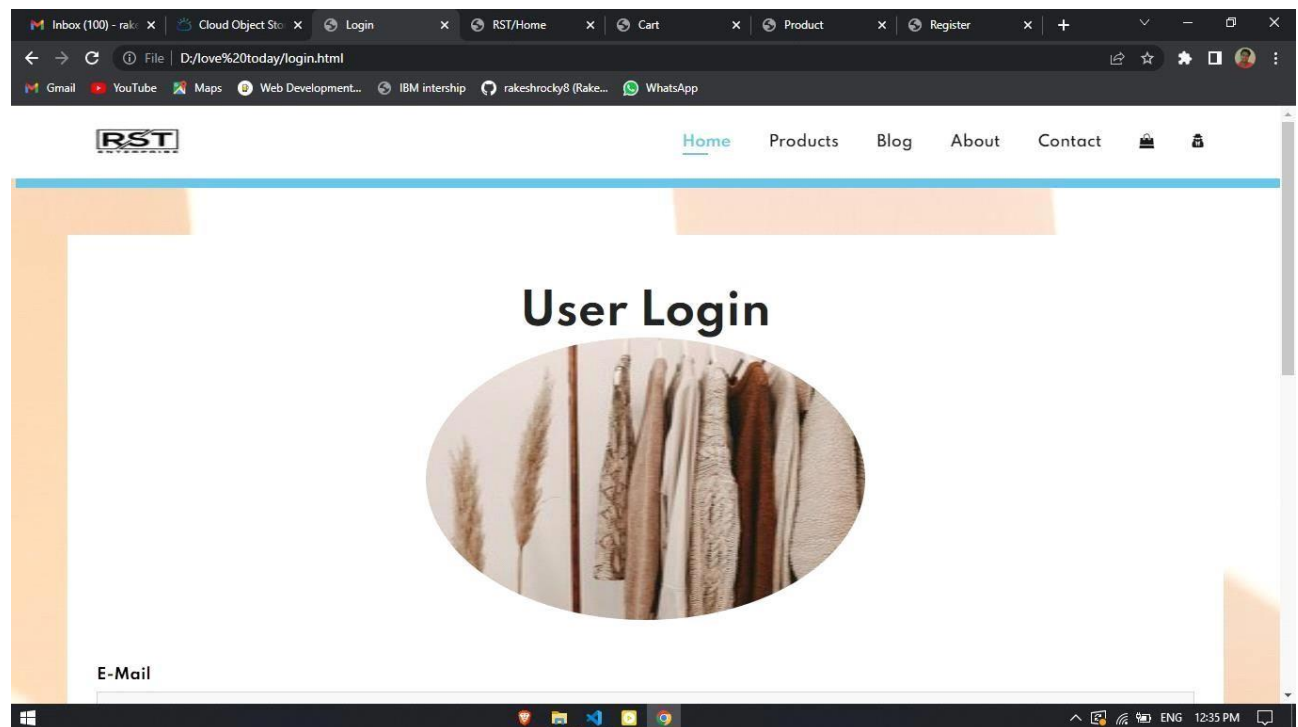 Inbox (100) - rak
Cloud Object Sto
Login
RST/Home
Cart
Product
Register
File
D:/love%20today/login.html
Gmail
YouTube
Maps
Web Development...
IBM intership
rakeshrocky8 (Rake...
WhatsApp
RST
ENTERPRISE
Home
Products
Blog
About
Contact
User Login
E-Mail
ENG
12:35 PM